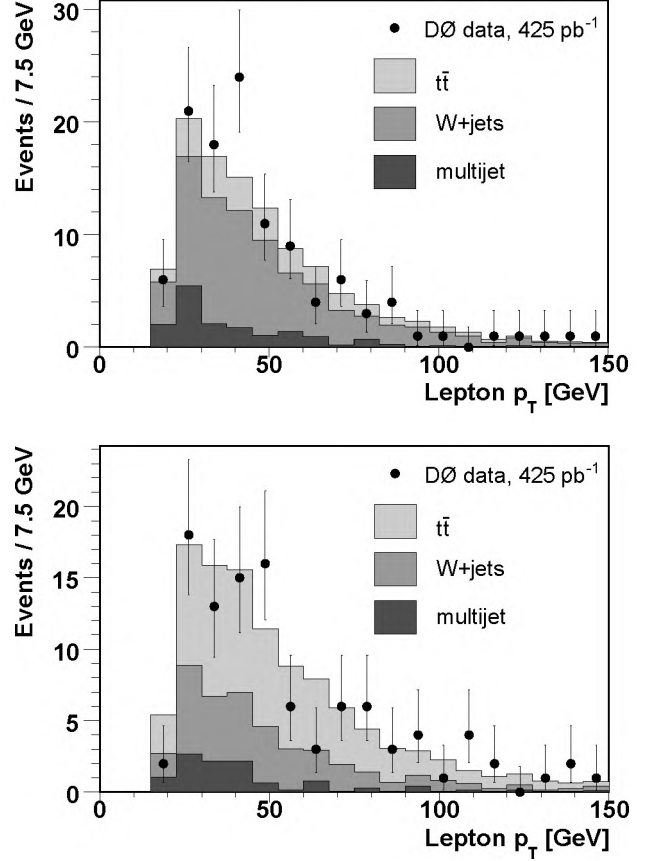 Events / 7.5 GeV
30
20
10
0
DØ data, 425 pb⁻¹
tt̄
W+jets
multijet
0 50 100 150
Lepton p_T [GeV]
Events / 7.5 GeV
20
15
10
5
0
DØ data, 425 pb⁻¹
tt̄
W+jets
multijet
0 50 100 150
Lepton p_T [GeV]